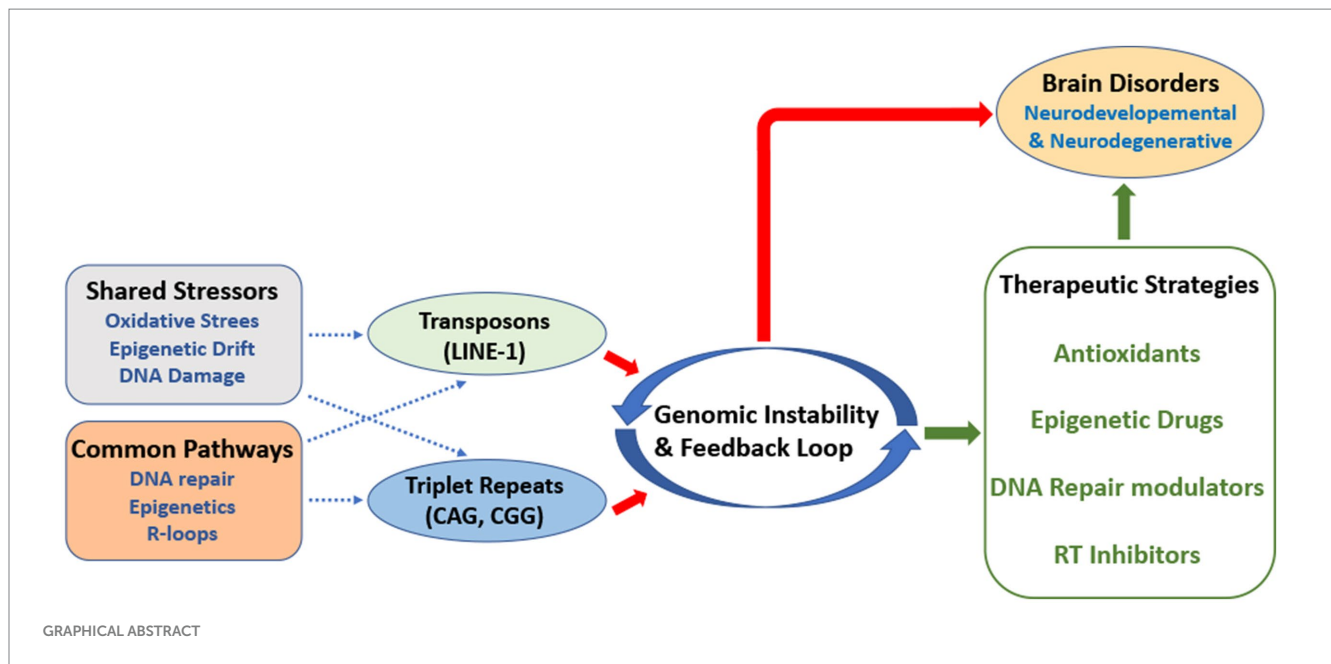 Brain Disorders
Neurodevelopemental
& Neurodegenerative
Shared Stressors
Oxidative Strees
Epigenetic Drift
DNA Damage
Common Pathways
DNA repair
Epigenetics
R-loops
Transposons
(LINE-1)
Triplet Repeats
(CAG, CGG)
Genomic Instability
& Feedback Loop
Therapeutic Strategies
Antioxidants
Epigenetic Drugs
DNA Repair modulators
RT Inhibitors
GRAPHICAL ABSTRACT